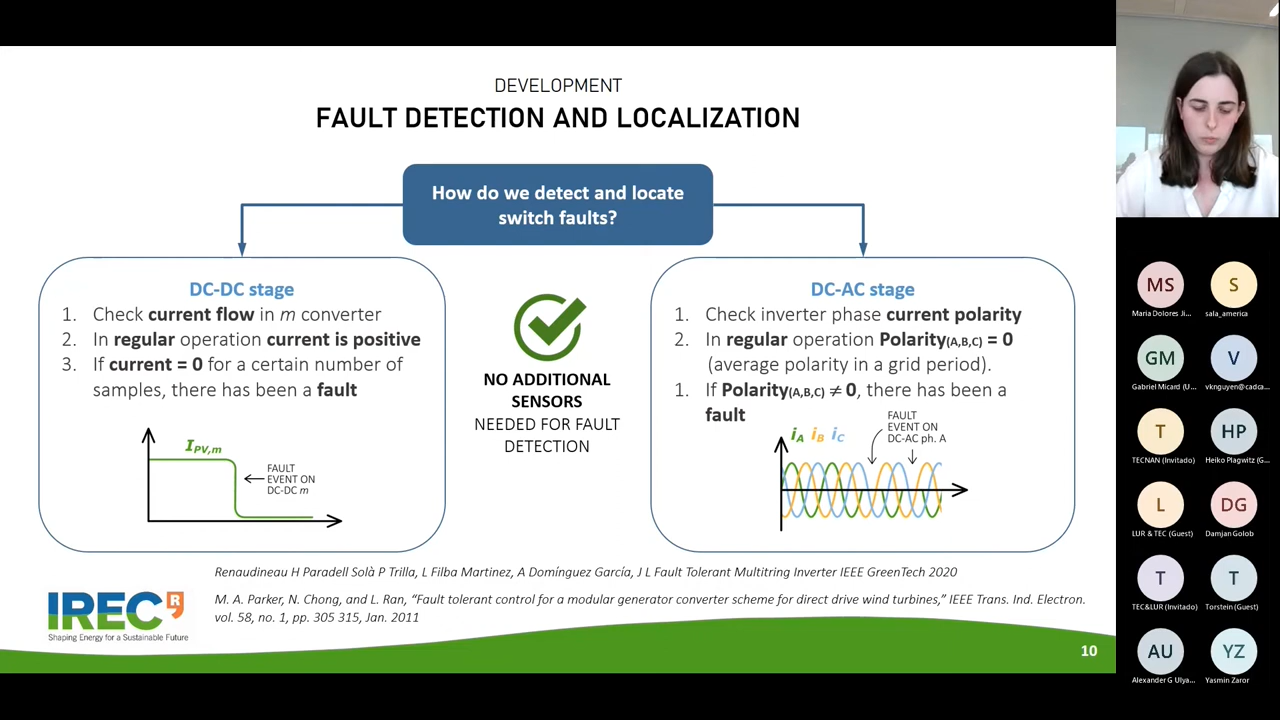 DEVELOPMENT
FAULT DETECTION AND LOCALIZATION
How do we detect and locate
switch faults?
DC-DC stage
1. Check current flow in m converter
2. In regular operation current is positive
3. If current = 0 for a certain number of
samples, there has been a fault
I PV,m
FAULT
EVENT ON
DC-DC m
NO ADDITIONAL
SENSORS
NEEDED FOR FAULT
DETECTION
DC-AC stage
1. Check inverter phase current polarity
2. In regular operation Polarity(A,B,C) = 0
(average polarity in a grid period).
1. If Polarity(A,B,C) ≠ 0, there has been a
fault
iA iB iC
FAULT
EVENT ON
DC-AC ph. A
Renaudineau H Paradell Solà P Trilla, L Filba Martinez, A Domínguez García, J L Fault Tolerant Multitring Inverter IEEE GreenTech 2020
M. A. Parker, N. Chong, and L. Ran, “Fault tolerant control for a modular generator converter scheme for direct drive wind turbines,” IEEE Trans. Ind. Electron.
vol. 58, no. 1, pp. 305 315, Jan. 2011
IREC R
Shaping Energy for a Sustainable Future
10
MS
Maria Dolores Ji...
S
sala_america
GM
Gabriel Micard (U...
V
vknguyen@cadca...
T
TECNAN (Invitado)
HP
Heiko Plagwitz (G...
L
LUR & TEC (Guest)
DG
Damjan Golob
T
TEC&LUR (Invitado)
T
Torstein (Guest)
AU
Alexander G Ulya...
YZ
Yasmin Zaror